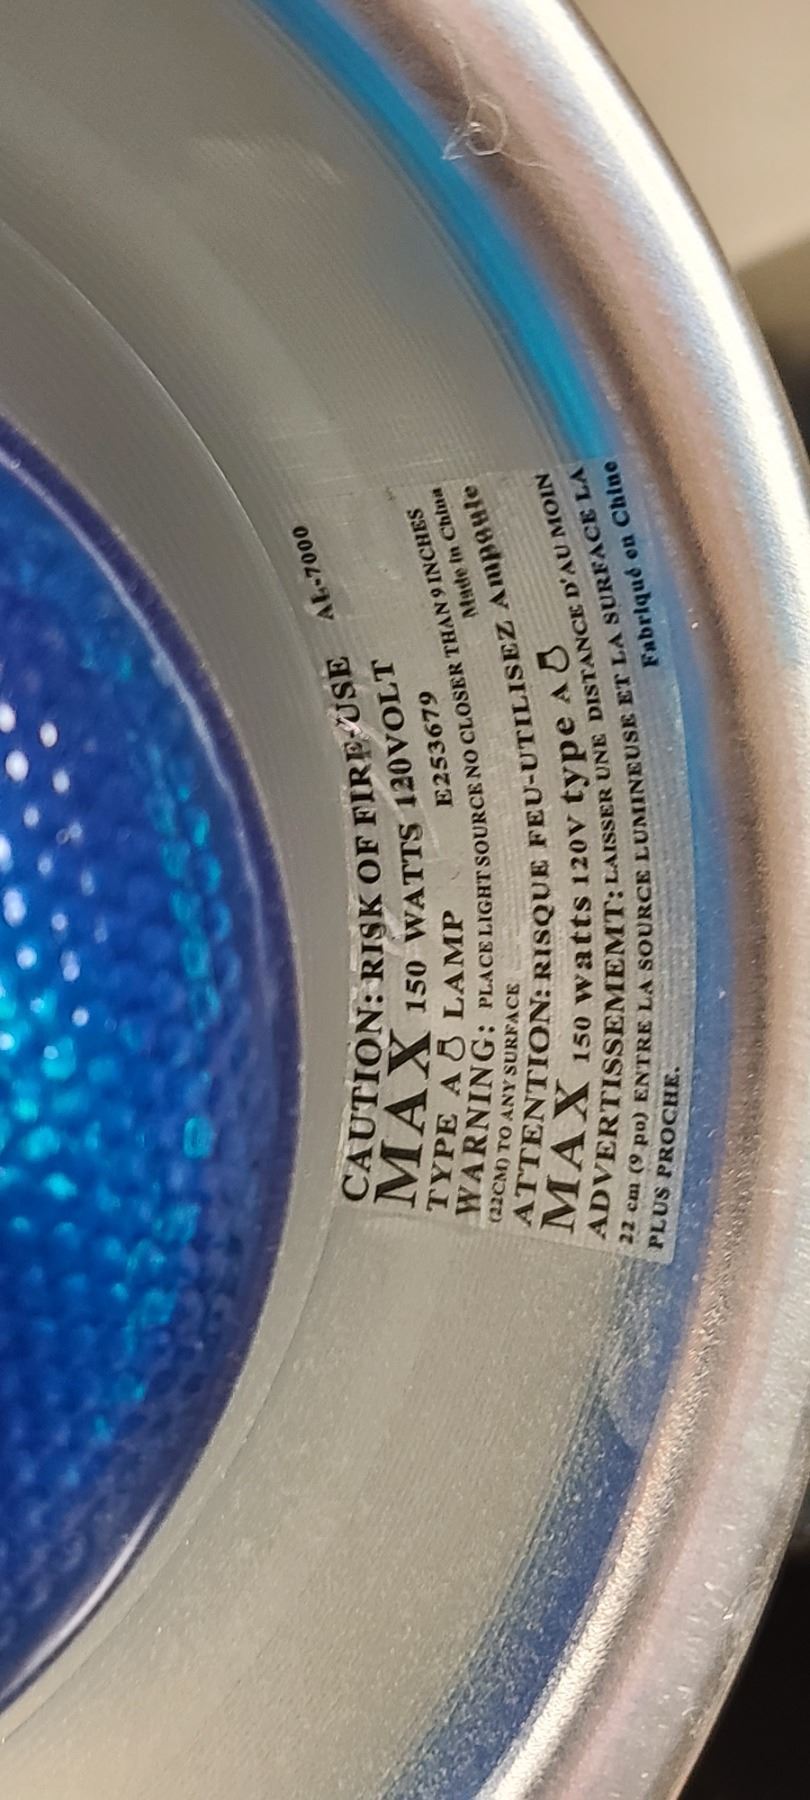 AL-7000
CAUTION: RISK OF FIRE-USE
MAX 150 WATTS 120VOLT
TYPE A LAMP E253679
WARNING: PLACE LIGHT SOURCE NO CLOSER THAN 9 INCHES
(22CM) TO ANY SURFACE Made in China
ATTENTION: RISQUE FEU-UTILISEZ Ampoule
MAX 150 watts 120V type A
ADVERTISSEMEMT: LAISSER UNE DISTANCE D'AU MOIN
22 cm (9 po) ENTRE LA SOURCE LUMINEUSE ET LA SURFACE LA
PLUS PROCHE. Fabriqué en Chine